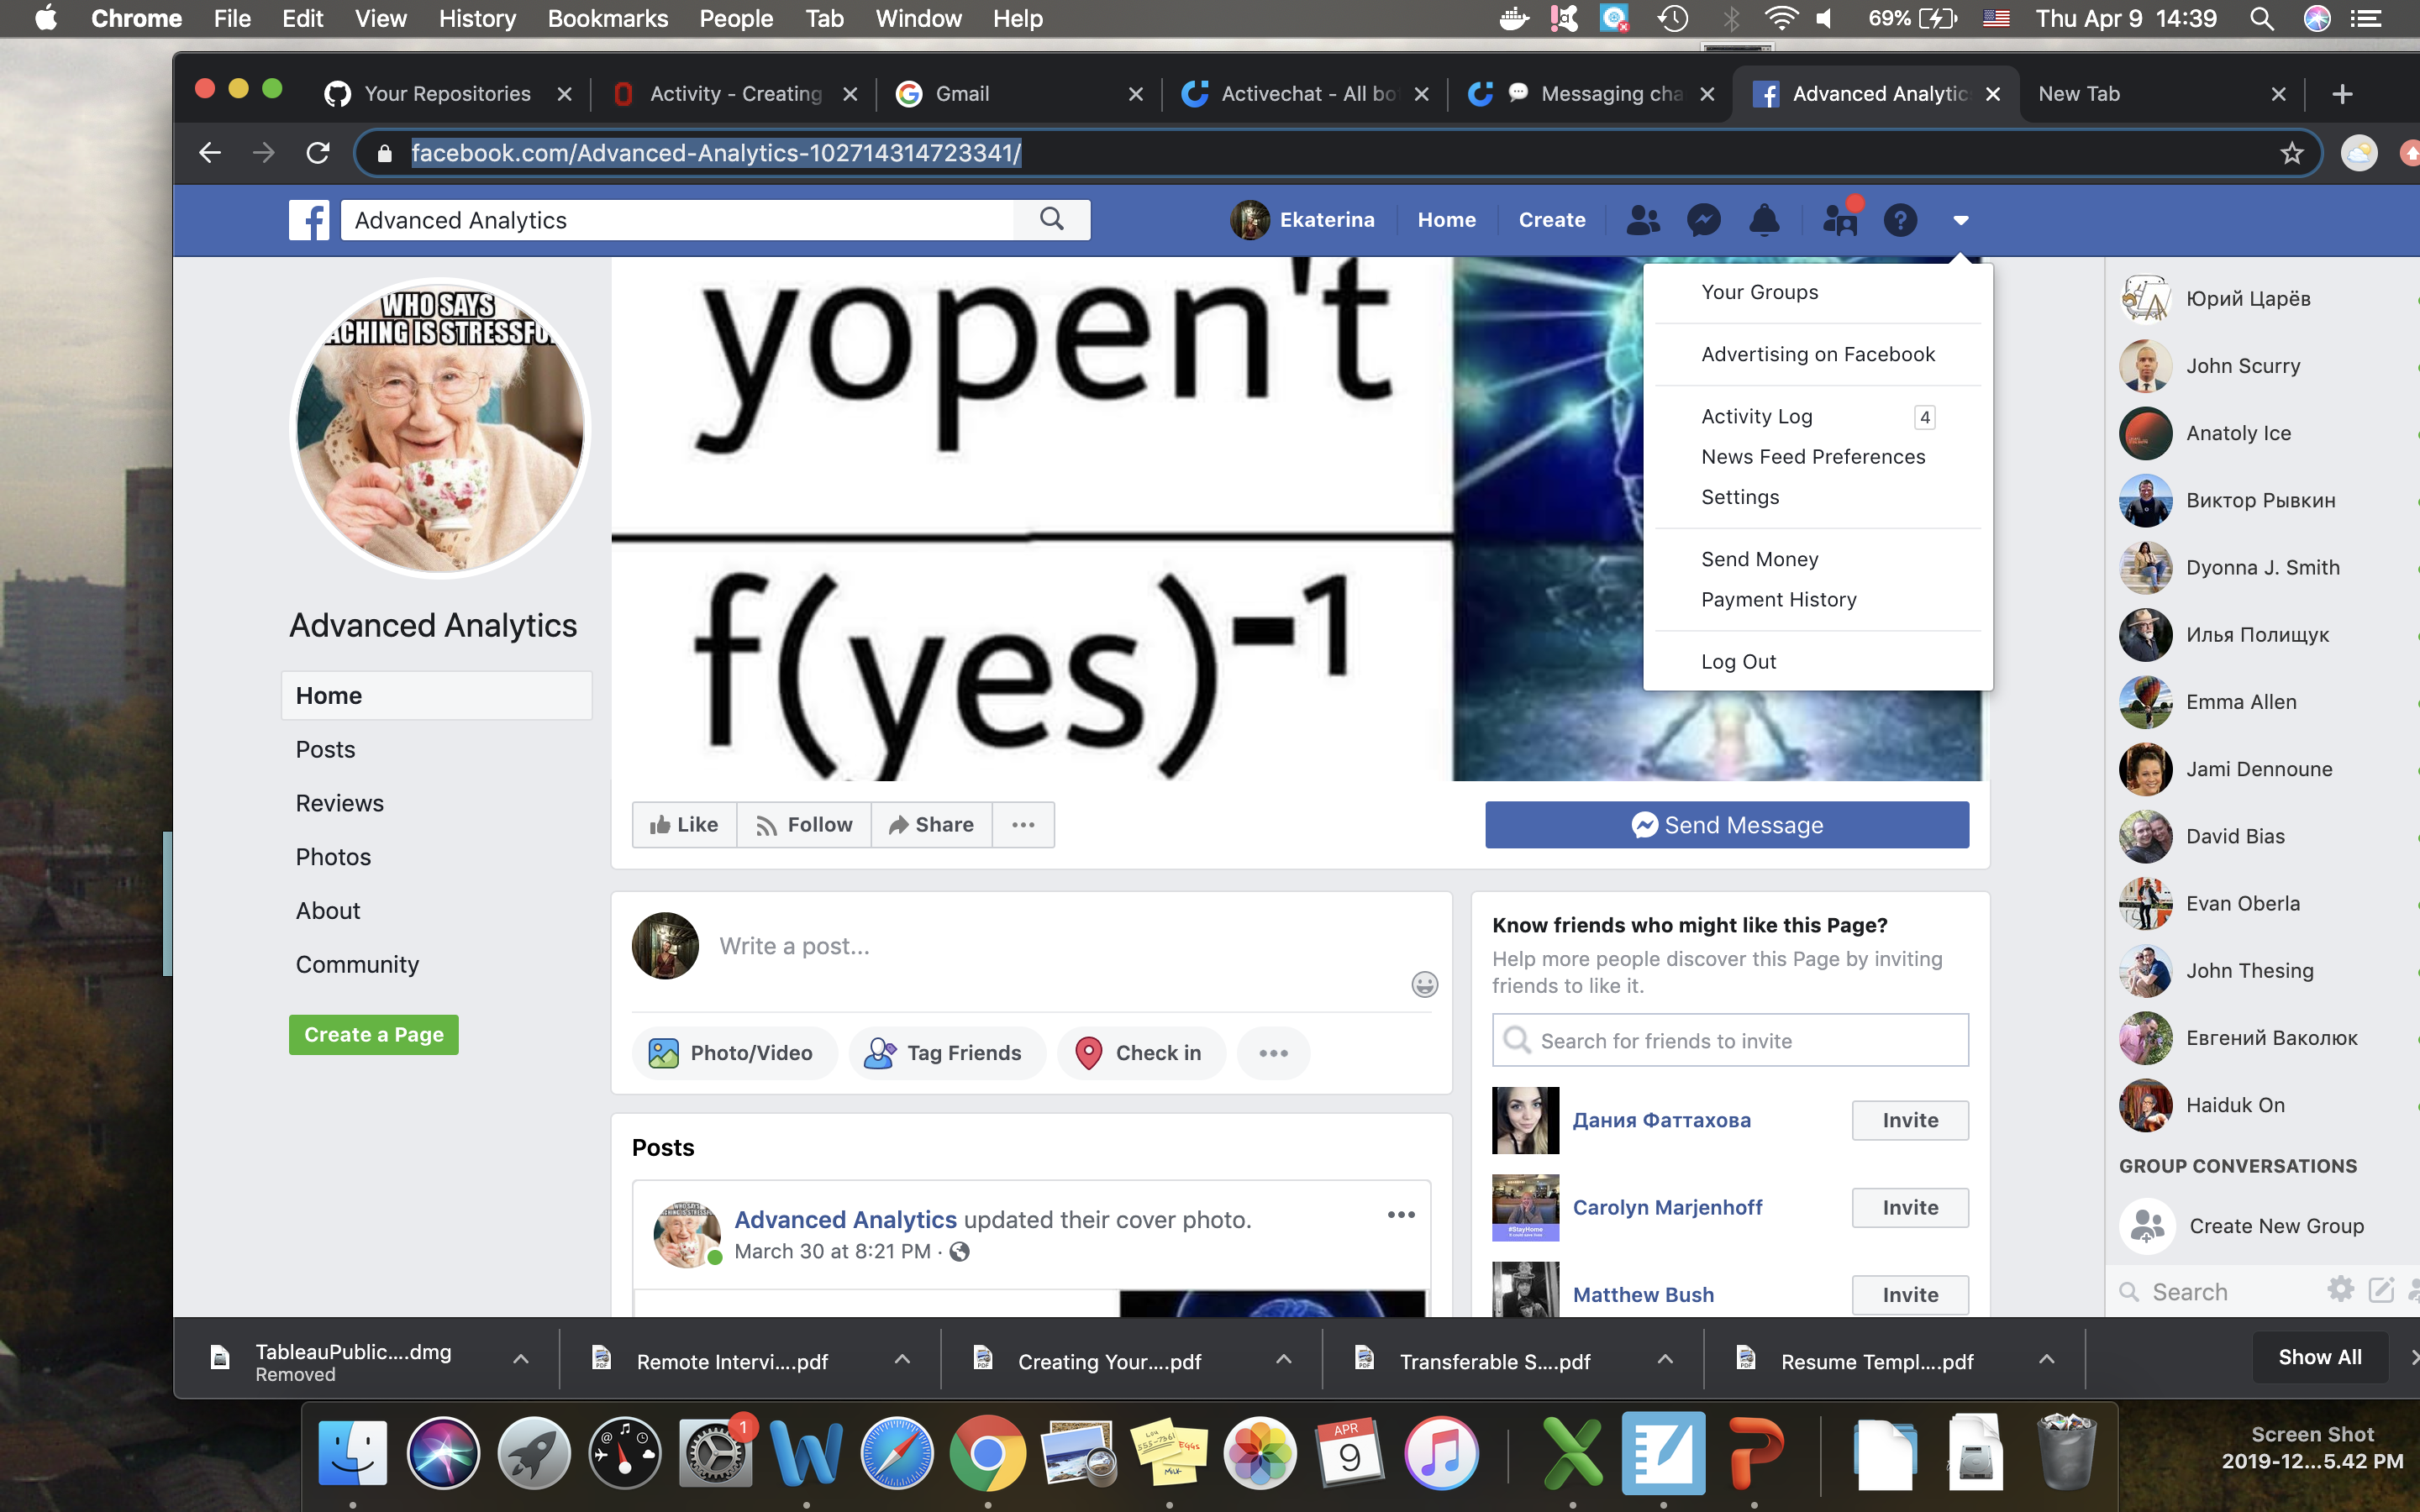 Chrome File Edit View History Bookmarks People Tab Window Help 69% Thu Apr 9 14:39
Your Repositories
Activity - Creating
Gmail
Activechat - All bo
Messaging cha
Advanced Analytic
New Tab
facebook.com/Advanced-Analytics-102714314723341/
Advanced Analytics
Ekaterina Home Create
WHO SAYS
ACHING IS STRESSFU
Advanced Analytics
Home
Posts
Reviews
Photos
About
Community
Create a Page
yopen't
f(yes)-1
Your Groups
Advertising on Facebook
Activity Log 4
News Feed Preferences
Settings
Send Money
Payment History
Log Out
Like Follow Share
Send Message
Write a post...
Photo/Video Tag Friends Check in
Posts
Advanced Analytics updated their cover photo.
March 30 at 8:21 PM ·
Know friends who might like this Page?
Help more people discover this Page by inviting
friends to like it.
Search for friends to invite
Дания Фаттахова Invite
Carolyn Marjenhoff Invite
#StayHome
Matthew Bush Invite
Юрий Царёв
John Scurry
Anatoly Ice
Виктор Рывкин
Dyonna J. Smith
Илья Полищук
Emma Allen
Jami Dennoune
David Bias
Evan Oberla
John Thesing
Евгений Ваколюк
Haiduk On
GROUP CONVERSATIONS
Create New Group
Search
TableauPublic....dmg
Removed
Remote Intervi....pdf
Creating Your....pdf
Transferable S....pdf
Resume Templ....pdf
Show All
1
APR
9
Screen Shot
2019-12...5.42 PM